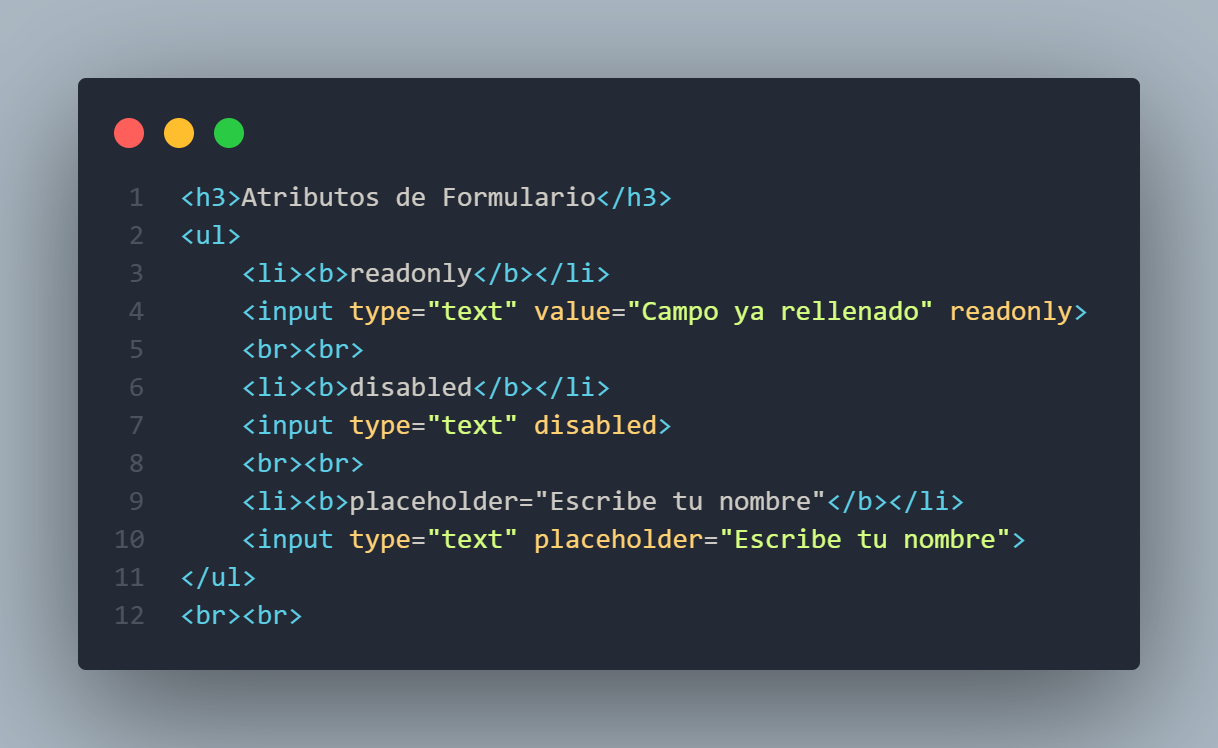 1 <h3>Atributos de Formulario</h3>
2 <ul>
3     <li><b>readonly</b></li>
4     <input type="text" value="Campo ya rellenado" readonly>
5     <br><br>
6     <li><b>disabled</b></li>
7     <input type="text" disabled>
8     <br><br>
9     <li><b>placeholder="Escribe tu nombre"</b></li>
10     <input type="text" placeholder="Escribe tu nombre">
11 </ul>
12 <br><br>